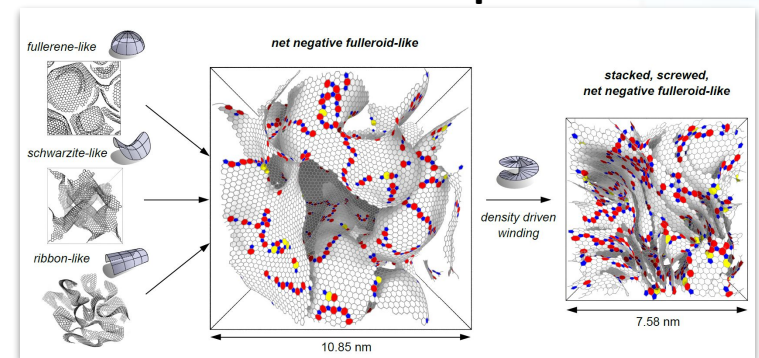 fullerene-like
schwarzite-like
ribbon-like
net negative fulleroid-like
10.85 nm
density driven
winding
stacked, screwed,
net negative fulleroid-like
7.58 nm